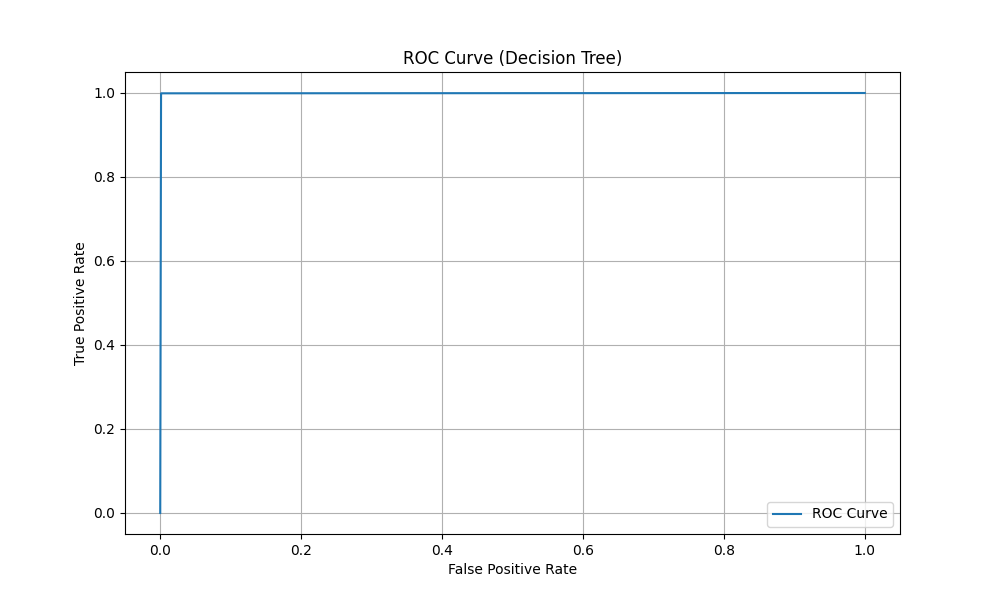 ROC Curve (Decision Tree)
True Positive Rate
1.0
0.8
0.6
0.4
0.2
0.0
0.0 0.2 0.4 0.6 0.8 1.0
False Positive Rate
ROC Curve